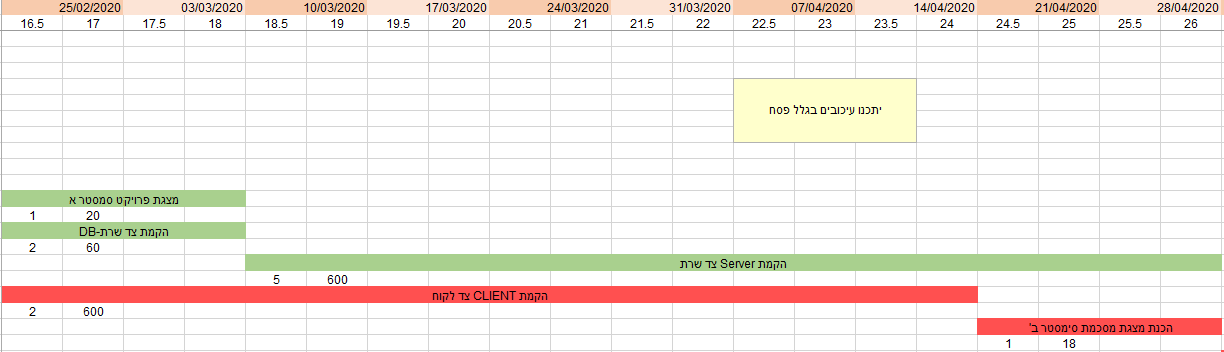 25/02/2020 03/03/2020 10/03/2020 17/03/2020 24/03/2020 31/03/2020 07/04/2020 14/04/2020 21/04/2020 28/04/2020
16.5 17 17.5 18 18.5 19 19.5 20 20.5 21 21.5 22 22.5 23 23.5 24 24.5 25 25.5 26
יתכנו עיכובים בגלל פסח
מצגת פרויקט סמסטר א
1 20
הקמת צד שרת-DB
2 60
הקמת Server צד שרת
5 600
הקמת CLIENT צד לקוח
2 600
הכנת מצגת מסכמת סימסטר ב'
1 18